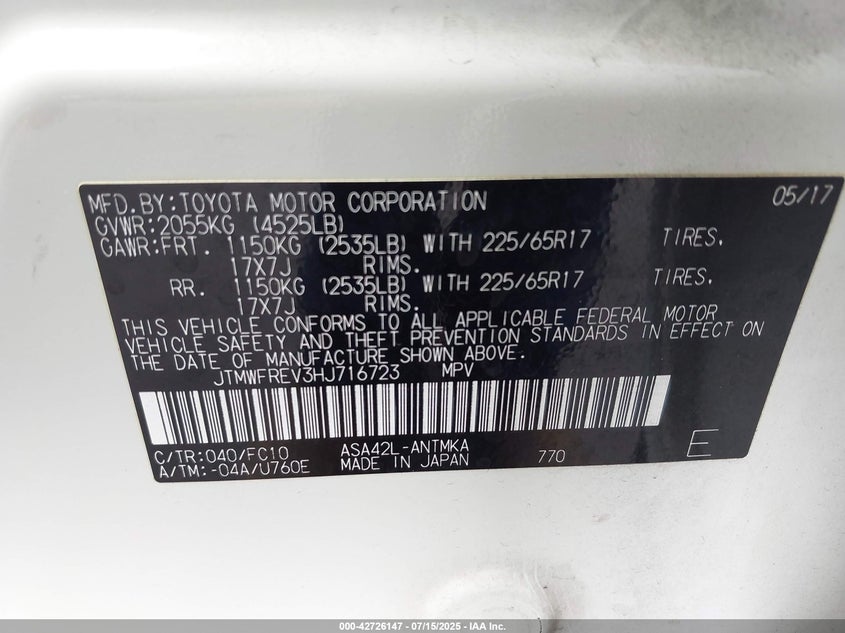 MFD.BY:TOYOTA MOTOR CORPORATION 05/17
GVWR:2055KG (4525LB)
GAWR:FRT. 1150KG (2535LB) WITH 225/65R17 TIRES.
17X7J RIMS.
RR. 1150KG (2535LB) WITH 225/65R17 TIRES.
17X7J RIMS.
THIS VEHICLE CONFORMS TO ALL APPLICABLE FEDERAL MOTOR
VEHICLE SAFETY AND THEFT PREVENTION STANDARDS IN EFFECT ON
THE DATE OF MANUFACTURE SHOWN ABOVE.
JTMWFREV3HJ716723 MPV
C/TR:040/FC10 ASA42L-ANTMKA E
A/TM:-04A/U760E MADE IN JAPAN 770
000-42726147 - 07/15/2025 - IAA Inc.